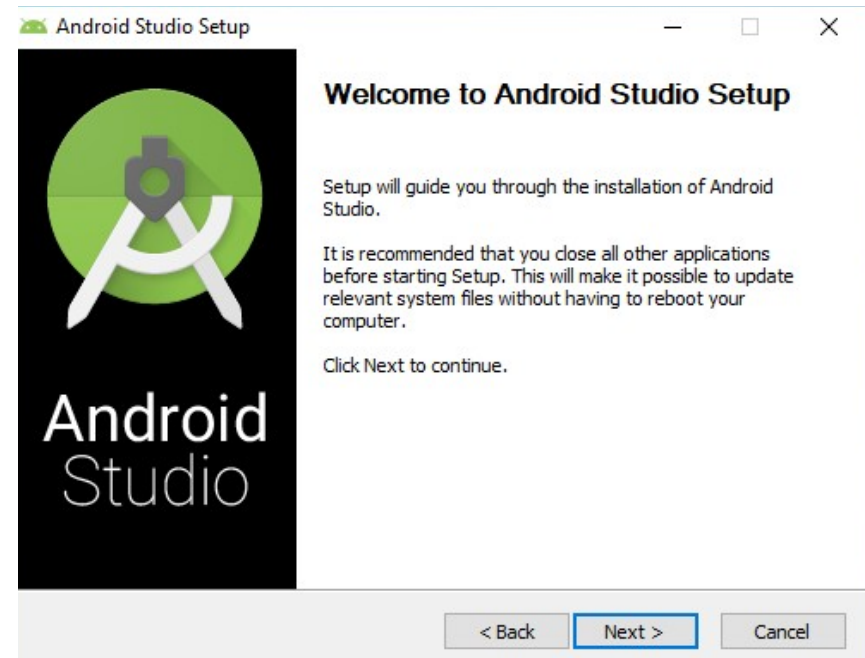 Android Studio Setup
Welcome to Android Studio Setup
Setup will guide you through the installation of Android
Studio.
It is recommended that you close all other applications
before starting Setup. This will make it possible to update
relevant system files without having to reboot your
computer.
Click Next to continue.
Android
Studio
< Back Next > Cancel